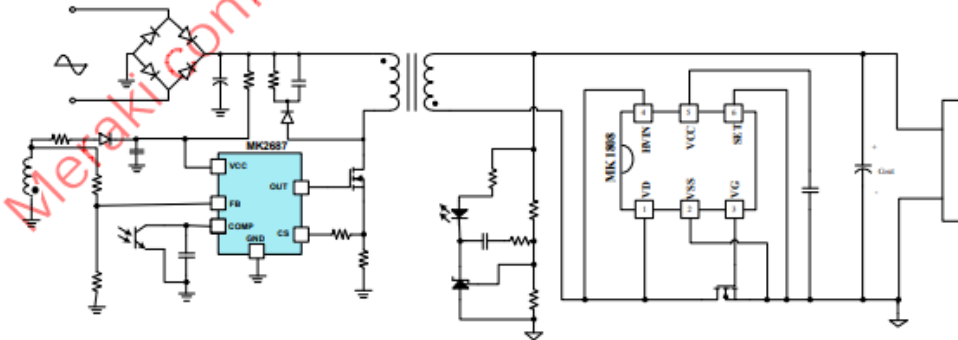 Meraki.com
MK2687
VCC
OUT
FB
COMP
CS
GND
4
5
6
HVIN
VCC
SET
MK1808
VD
VSS
VG
1
2
3
+
Cout
-